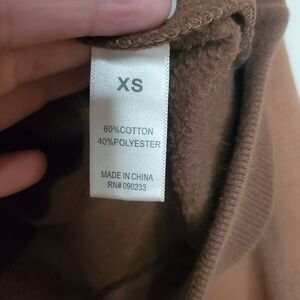 XS
60%COTTON
40%POLYESTER
MADE IN CHINA
RN# 090233